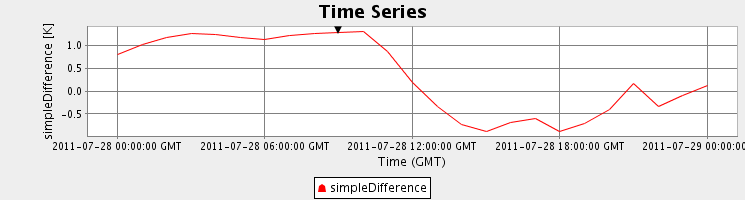 Time Series
simpleDifference [K]
1.0
0.5
0.0
-0.5
2011-07-28 00:00:00 GMT 2011-07-28 06:00:00 GMT 2011-07-28 12:00:00 GMT 2011-07-28 18:00:00 GMT 2011-07-29 00:00:00 GMT
Time (GMT)
simpleDifference